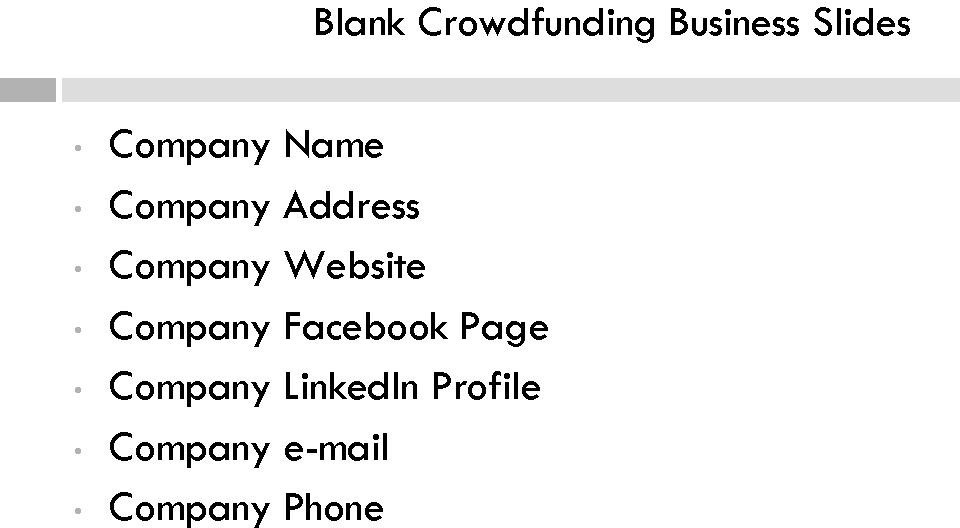 Blank Crowdfunding Business Slides
• Company Name
• Company Address
• Company Website
• Company Facebook Page
• Company LinkedIn Profile
• Company e-mail
• Company Phone